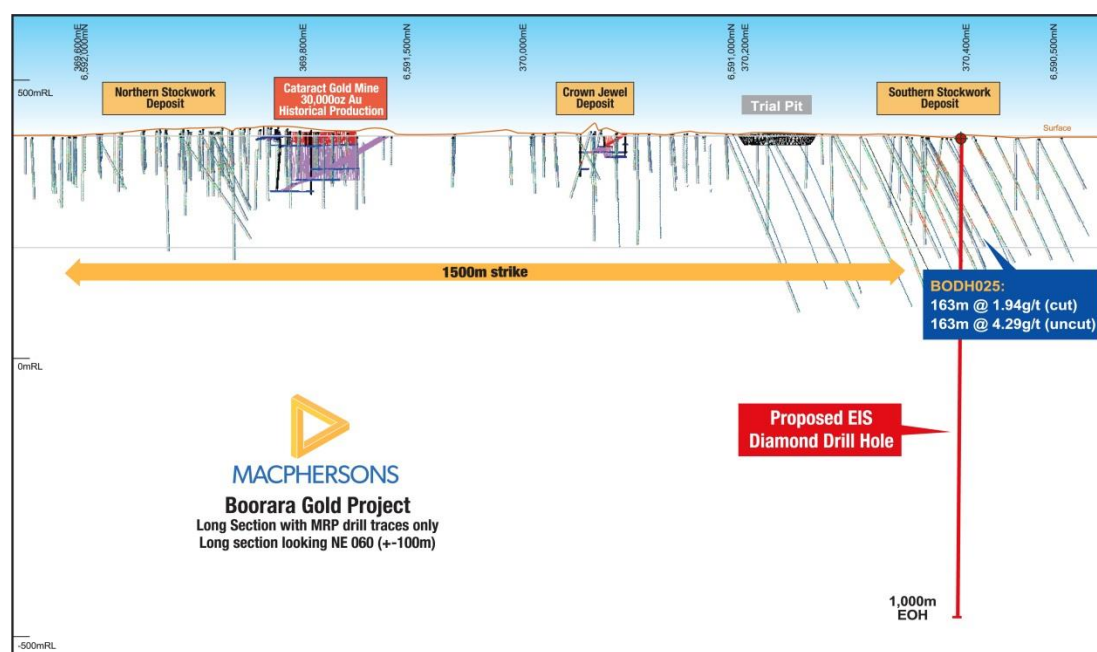 369,600mE
6,592,000mN
369,800mE
6,591,500mN
370,000mE
6,591,000mN
370,200mE
370,400mE
6,590,500mN
500mRL
Northern Stockwork
Deposit
Cataract Gold Mine
30,000oz Au
Historical Production
Crown Jewel
Deposit
Trial Pit
Southern Stockwork
Deposit
Surface
1500m strike
BODH025:
163m @ 1.94g/t (cut)
163m @ 4.29g/t (uncut)
0mRL
Proposed EIS
Diamond Drill Hole
MACPHERSONS
Boorara Gold Project
Long Section with MRP drill traces only
Long section looking NE 060 (+-100m)
1,000m
EOH
-500mRL